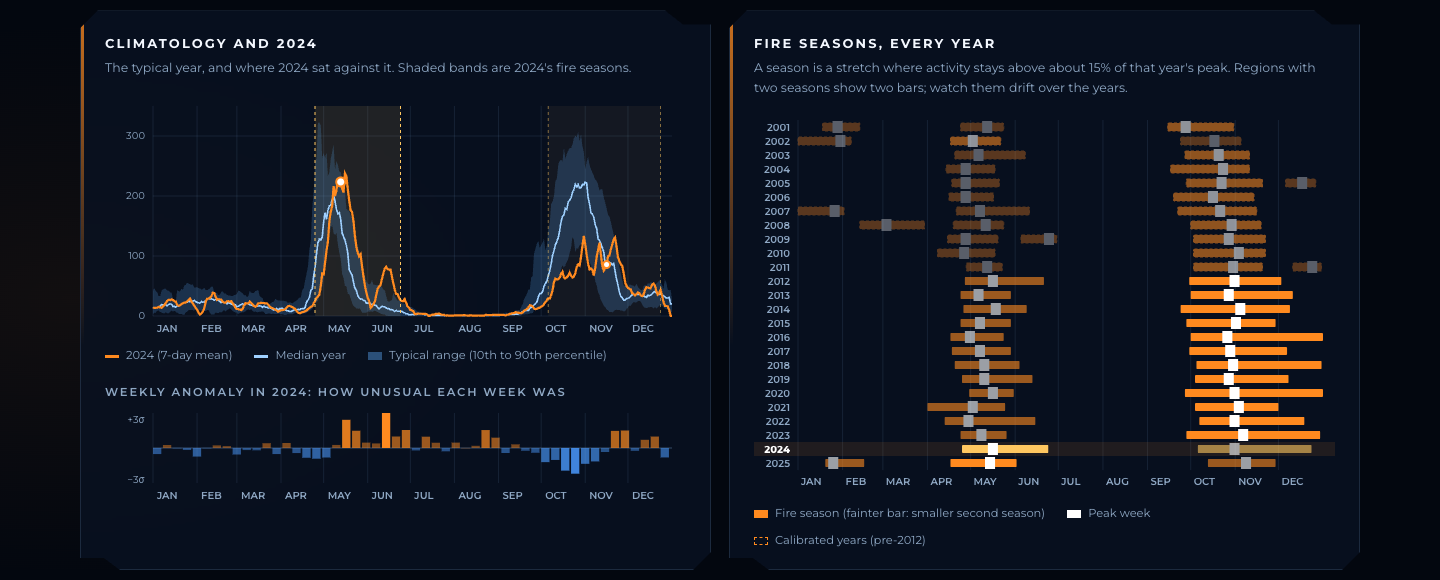 CLIMATOLOGY AND 2024
The typical year, and where 2024 sat against it. Shaded bands are 2024's fire seasons.
300
200
100
0
JAN FEB MAR APR MAY JUN JUL AUG SEP OCT NOV DEC
2024 (7-day mean) Median year Typical range (10th to 90th percentile)
WEEKLY ANOMALY IN 2024: HOW UNUSUAL EACH WEEK WAS
+3σ
−3σ
JAN FEB MAR APR MAY JUN JUL AUG SEP OCT NOV DEC
FIRE SEASONS, EVERY YEAR
A season is a stretch where activity stays above about 15% of that year's peak. Regions with
two seasons show two bars; watch them drift over the years.
2001
2002
2003
2004
2005
2006
2007
2008
2009
2010
2011
2012
2013
2014
2015
2016
2017
2018
2019
2020
2021
2022
2023
2024
2025
JAN FEB MAR APR MAY JUN JUL AUG SEP OCT NOV DEC
Fire season (fainter bar: smaller second season) Peak week
Calibrated years (pre-2012)